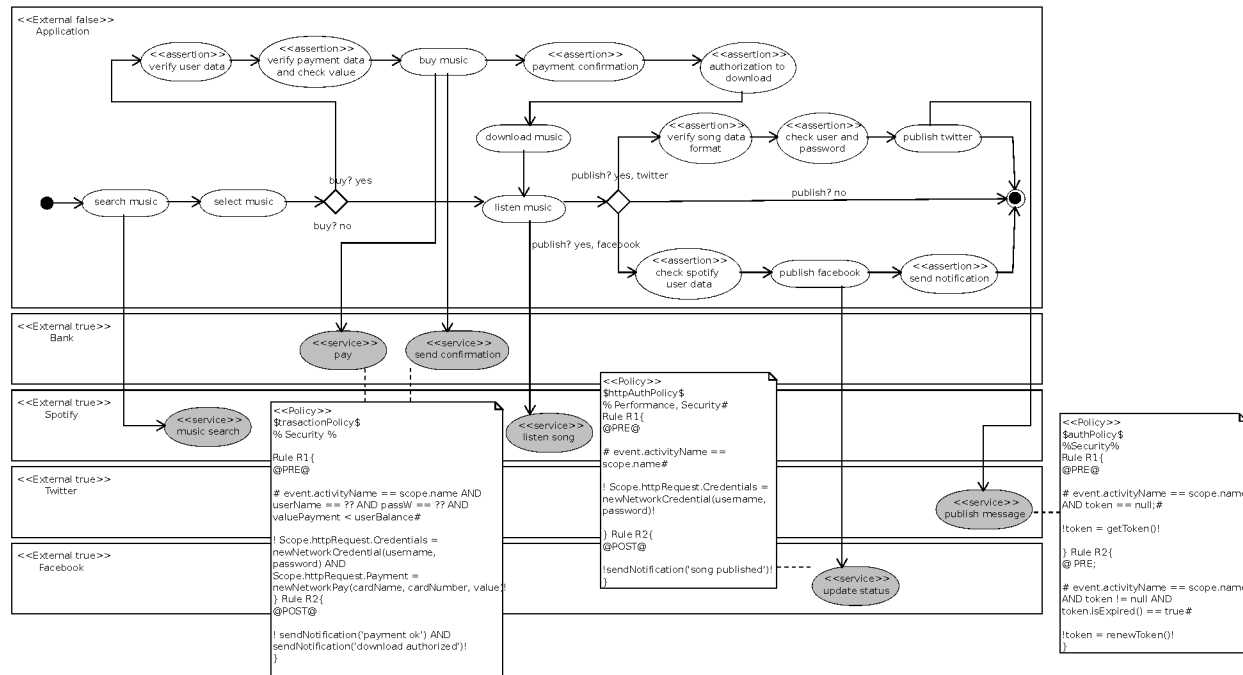 <<External false>>
Application
<<assertion>>
verify user data
<<assertion>>
verify payment data
and check value
buy music
<<assertion>>
payment confirmation
<<assertion>>
authorization to
download
download music
<<assertion>>
verify song data
format
<<assertion>>
check user and
password
publish twitter
buy? yes
publish? yes, twitter
publish? no
search music
select music
listen music
buy? no
publish? yes, facebook
<<assertion>>
check spotify
user data
publish facebook
<<assertion>>
send notification
<<External true>>
Bank
<<service>>
pay
<<service>>
send confirmation
<<External true>>
Spotify
<<service>>
music search
<<service>>
listen song
<<External true>>
Twitter
<<service>>
publish message
<<External true>>
Facebook
<<service>>
update status
<<Policy>>
$trasactionPolicy$
% Security %
Rule R1{
@PRE@
# event.activityName == scope.name AND
userName == ?? AND passW == ?? AND
valuePayment < userBalance#
! Scope.httpRequest.Credentials =
newNetworkCredential(username,
password) AND
Scope.httpRequest.Payment =
newNetworkPay(cardName, cardNumber, value)!
} Rule R2{
@POST@
! sendNotification('payment ok') AND
sendNotification('download authorized')!
}
<<Policy>>
$httpAuthPolicy$
% Performance, Security#
Rule R1{
@PRE@
# event.activityName ==
scope.name#
! Scope.httpRequest.Credentials =
newNetworkCredential(username,
password)!
} Rule R2{
@POST@
!sendNotification('song published')!
}
<<Policy>>
$authPolicy$
%Security%
Rule R1{
@PRE@
# event.activityName == scope.name
AND token == null;#
!token = getToken()!
} Rule R2{
@ PRE;
# event.activityName == scope.name
AND token != null AND
token.isExpired() == true#
!token = renewToken()!
}